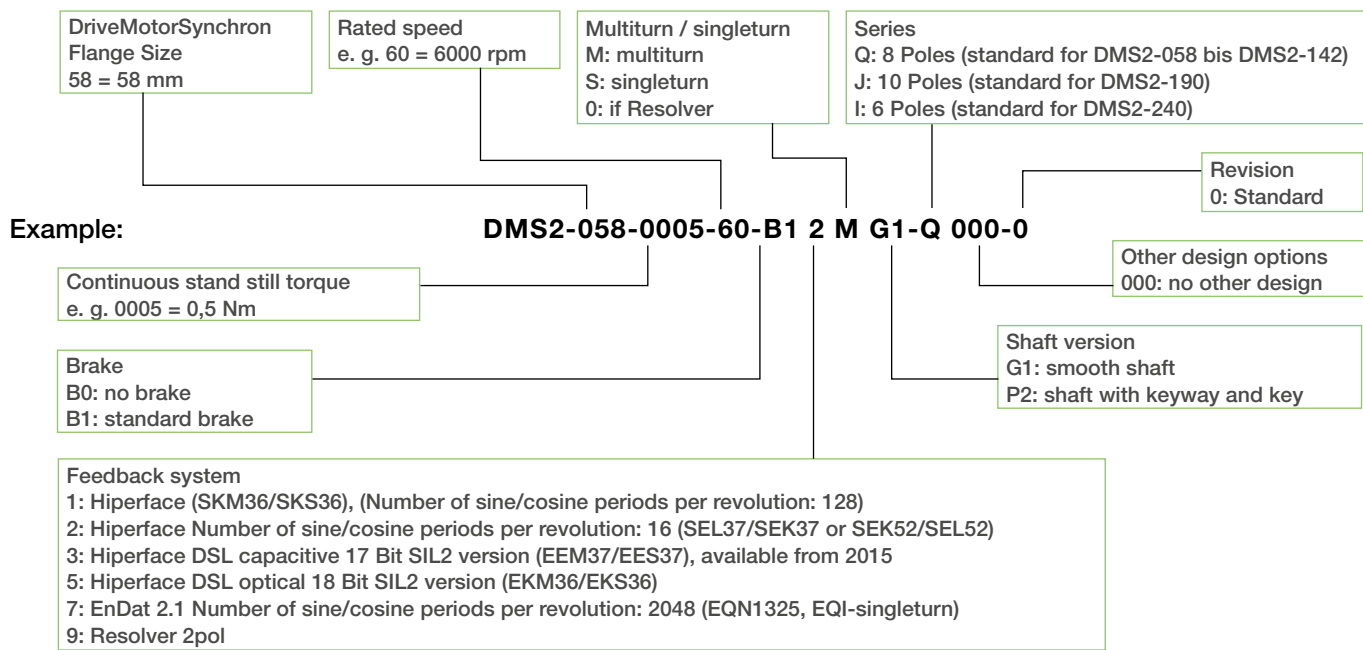 DriveMotorSynchron
Flange Size
58 = 58 mm
Rated speed
e. g. 60 = 6000 rpm
Multiturn / singleturn
M: multiturn
S: singleturn
0: if Resolver
Series
Q: 8 Poles (standard for DMS2-058 bis DMS2-142)
J: 10 Poles (standard for DMS2-190)
I: 6 Poles (standard for DMS2-240)
Revision
0: Standard
Example:
DMS2-058-0005-60-B1 2 M G1-Q 000-0
Continuous stand still torque
e. g. 0005 = 0,5 Nm
Other design options
000: no other design
Brake
B0: no brake
B1: standard brake
Shaft version
G1: smooth shaft
P2: shaft with keyway and key
Feedback system
1: Hiperface (SKM36/SKS36), (Number of sine/cosine periods per revolution: 128)
2: Hiperface Number of sine/cosine periods per revolution: 16 (SEL37/SEK37 or SEK52/SEL52)
3: Hiperface DSL capacitive 17 Bit SIL2 version (EEM37/EES37), available from 2015
5: Hiperface DSL optical 18 Bit SIL2 version (EKM36/EKS36)
7: EnDat 2.1 Number of sine/cosine periods per revolution: 2048 (EQN1325, EQI-singleturn)
9: Resolver 2pol